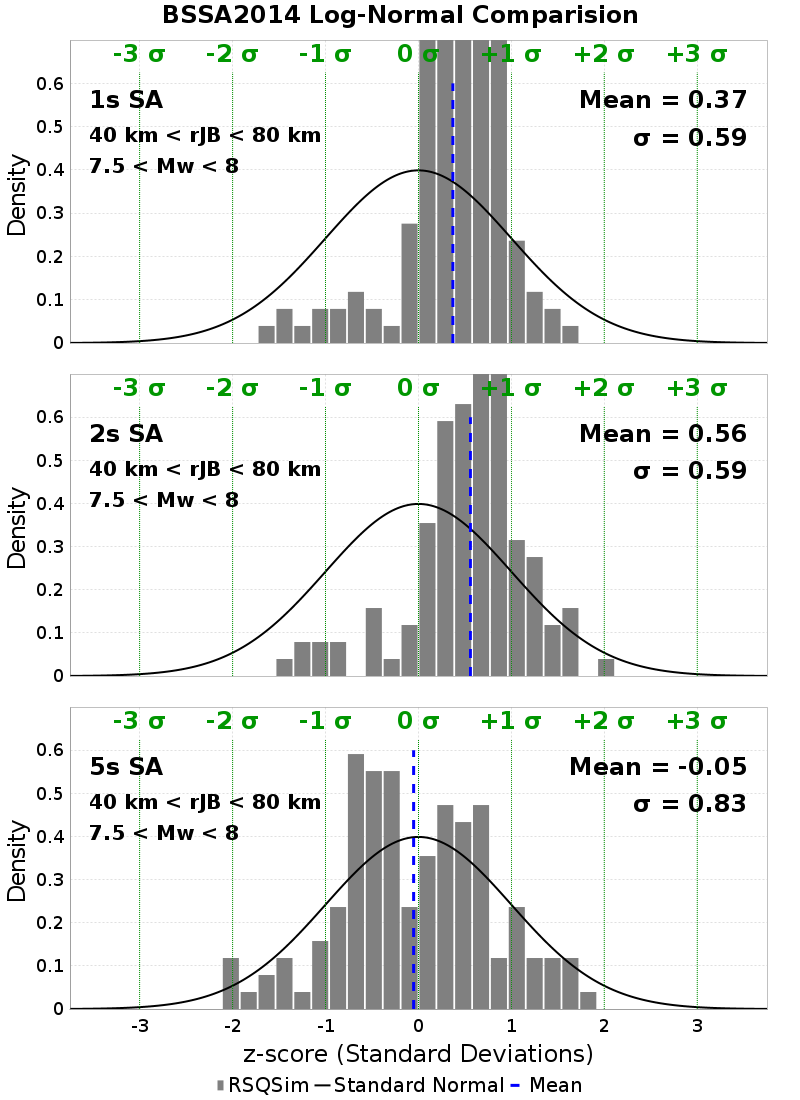 BSSA2014 Log-Normal Comparision
-3 σ -2 σ -1 σ 0 σ +1 σ +2 σ +3 σ
1s SA
40 km < rJB < 80 km
7.5 < Mw < 8
Mean = 0.37
σ = 0.59
Density
0.6
0.5
0.4
0.3
0.2
0.1
0
-3 σ -2 σ -1 σ 0 σ +1 σ +2 σ +3 σ
2s SA
40 km < rJB < 80 km
7.5 < Mw < 8
Mean = 0.56
σ = 0.59
Density
0.6
0.5
0.4
0.3
0.2
0.1
0
-3 σ -2 σ -1 σ 0 σ +1 σ +2 σ +3 σ
5s SA
40 km < rJB < 80 km
7.5 < Mw < 8
Mean = -0.05
σ = 0.83
Density
0.6
0.5
0.4
0.3
0.2
0.1
0
-3 -2 -1 0 1 2 3
z-score (Standard Deviations)
RSQSim Standard Normal Mean